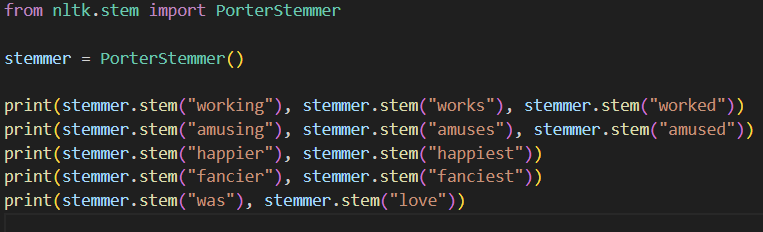 from nltk.stem import PorterStemmer
stemmer = PorterStemmer()
print(stemmer.stem("working"), stemmer.stem("works"), stemmer.stem("worked"))
print(stemmer.stem("amusing"), stemmer.stem("amuses"), stemmer.stem("amused"))
print(stemmer.stem("happier"), stemmer.stem("happiest"))
print(stemmer.stem("fancier"), stemmer.stem("fanciest"))
print(stemmer.stem("was"), stemmer.stem("love"))